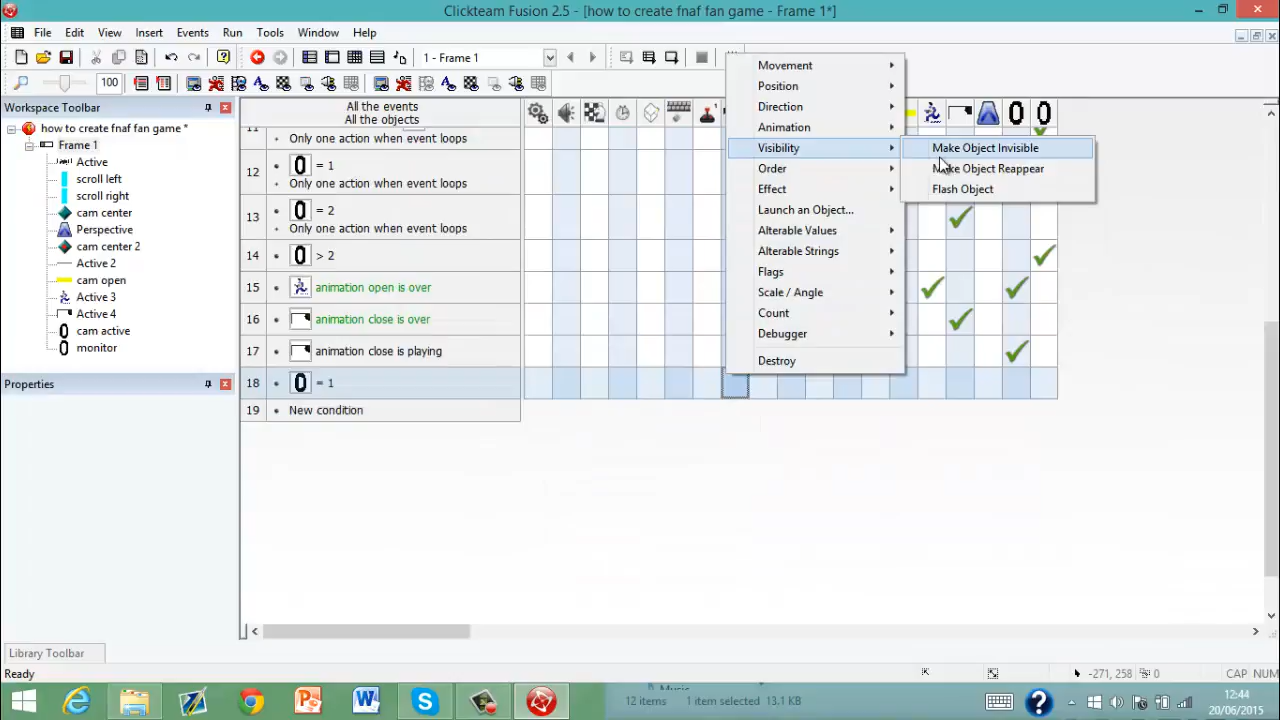 Clickteam Fusion 2.5 - [how to create fnaf fan game - Frame 1*]
File Edit View Insert Events Run Tools Window Help
1 - Frame 1
100
Workspace Toolbar
how to create fnaf fan game *
Frame 1
Active
scroll left
scroll right
cam center
Perspective
cam center 2
Active 2
cam open
Active 3
Active 4
cam active
monitor
Properties
Library Toolbar
All the events
All the objects
11
Only one action when event loops
12 0 = 1
Only one action when event loops
13 0 = 2
Only one action when event loops
14 0 > 2
15 animation open is over
16 animation close is over
17 animation close is playing
18 0 = 1
19 New condition
Movement
Position
Direction
Animation
Visibility
Order
Effect
Launch an Object...
Alterable Values
Alterable Strings
Flags
Scale / Angle
Count
Debugger
Destroy
Make Object Invisible
Make Object Reappear
Flash Object
Ready
-271, 258 0 CAP NUM
12 items 1 item selected 13.1 KB
12:44
20/06/2015